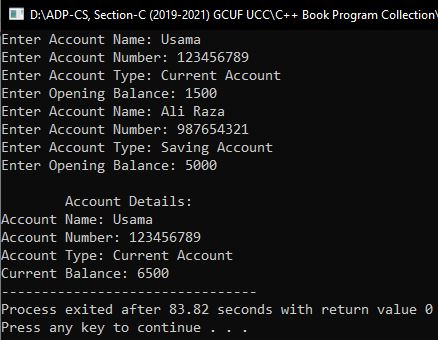 D:\ADP-CS, Section-C (2019-2021) GCUF UCC\C++ Book Program Collection\
Enter Account Name: Usama
Enter Account Number: 123456789
Enter Account Type: Current Account
Enter Opening Balance: 1500
Enter Account Name: Ali Raza
Enter Account Number: 987654321
Enter Account Type: Saving Account
Enter Opening Balance: 5000
Account Details:
Account Name: Usama
Account Number: 123456789
Account Type: Current Account
Current Balance: 6500
--------------------------------
Process exited after 83.82 seconds with return value 0
Press any key to continue . . .